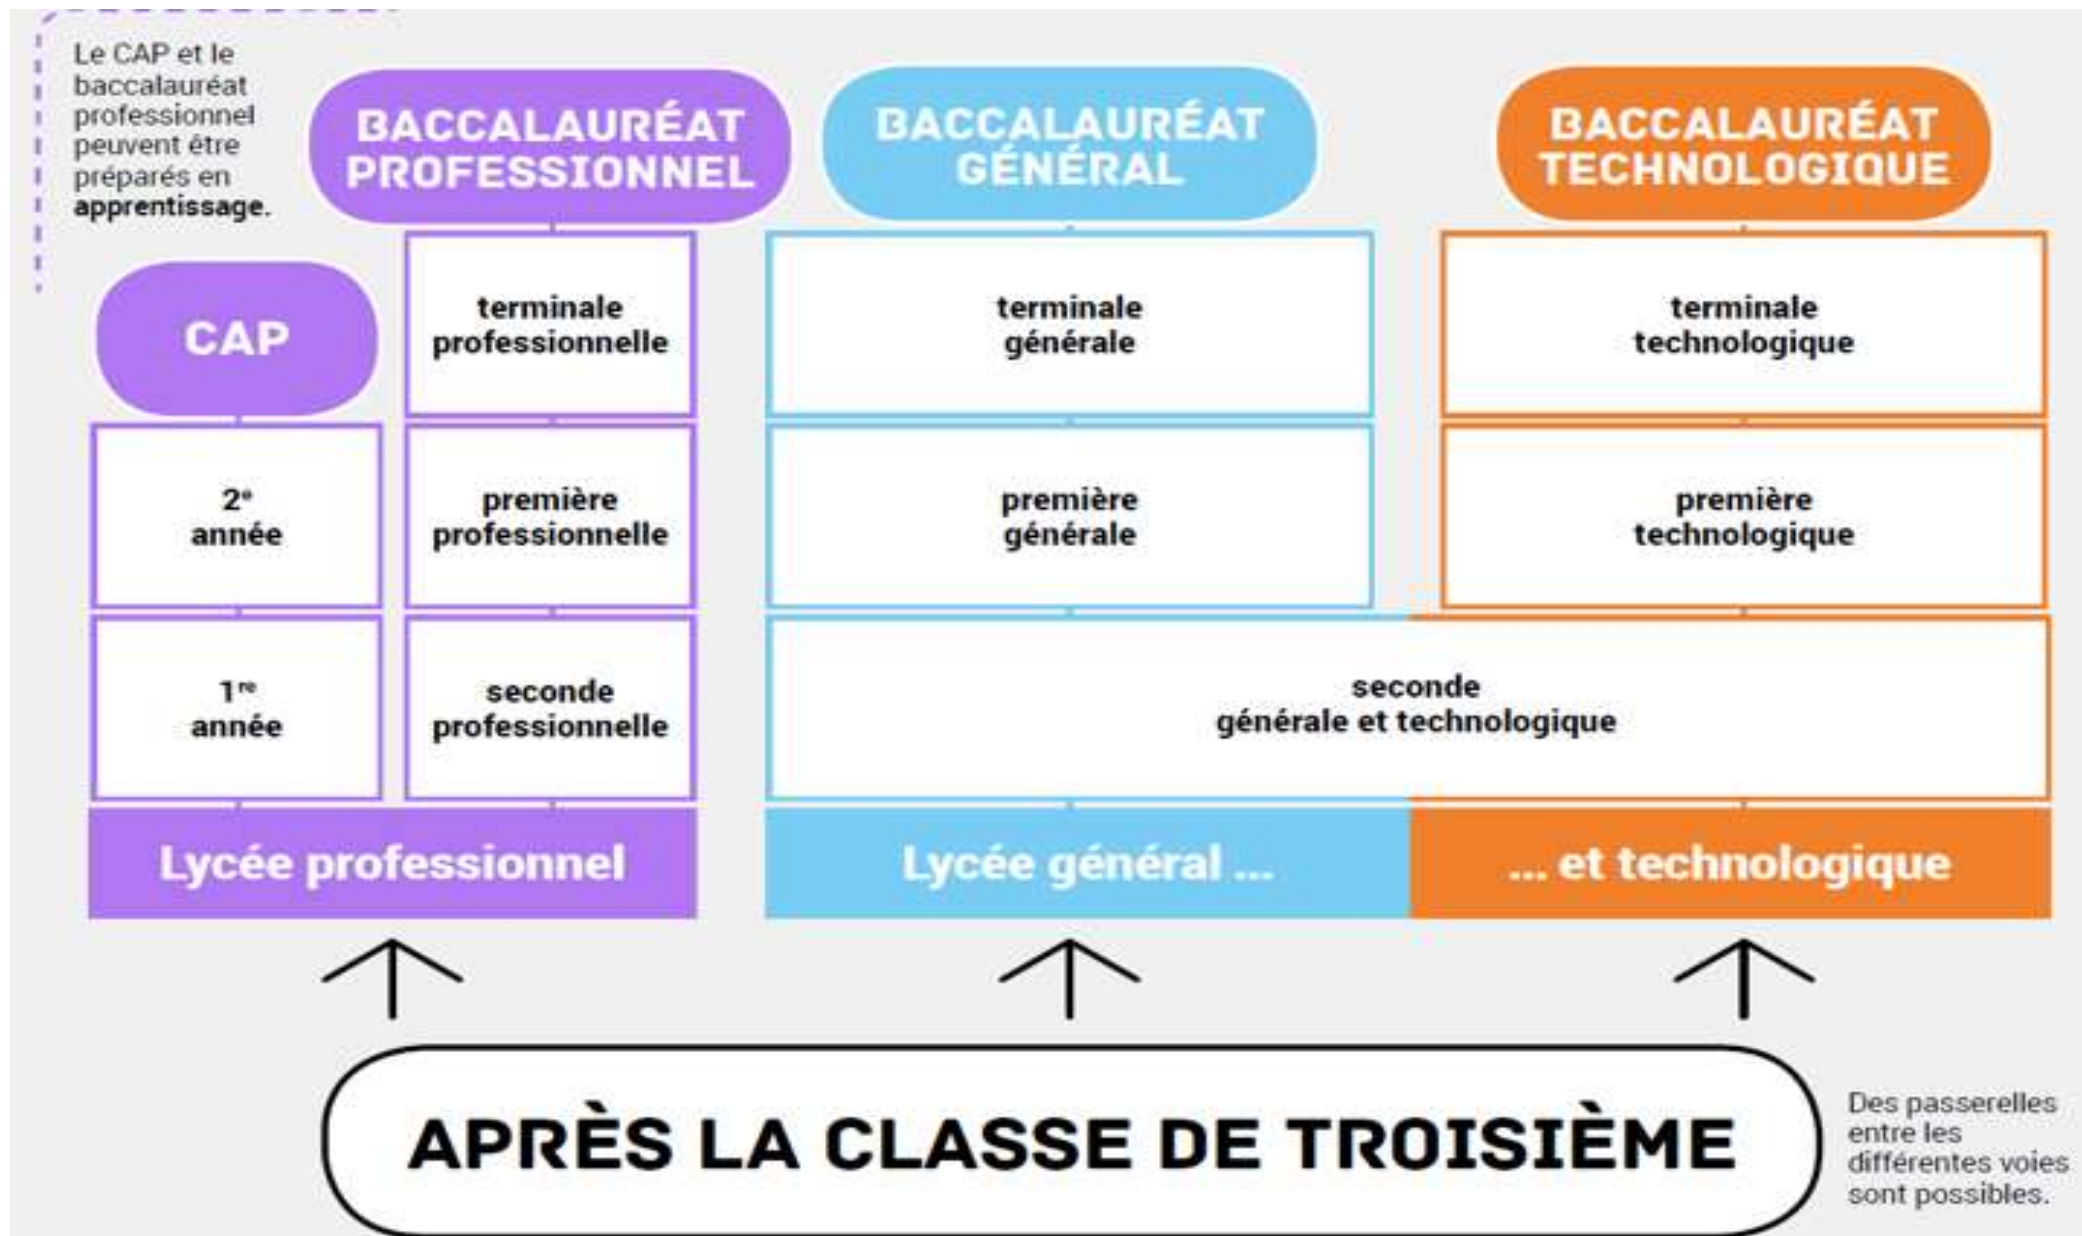 Le CAP et le
baccalauréat
professionnel
peuvent être
préparés en
apprentissage.
BACCALAURÉAT
PROFESSIONNEL
BACCALAURÉAT
GÉNÉRAL
BACCALAURÉAT
TECHNOLOGIQUE
CAP
terminale
professionnelle
terminale
générale
terminale
technologique
2e
année
première
professionnelle
première
générale
première
technologique
1re
année
seconde
professionnelle
seconde
générale et technologique
Lycée professionnel
Lycée général ...
... et technologique
APRÈS LA CLASSE DE TROISIÈME
Des passerelles
entre les
différentes voies
sont possibles.